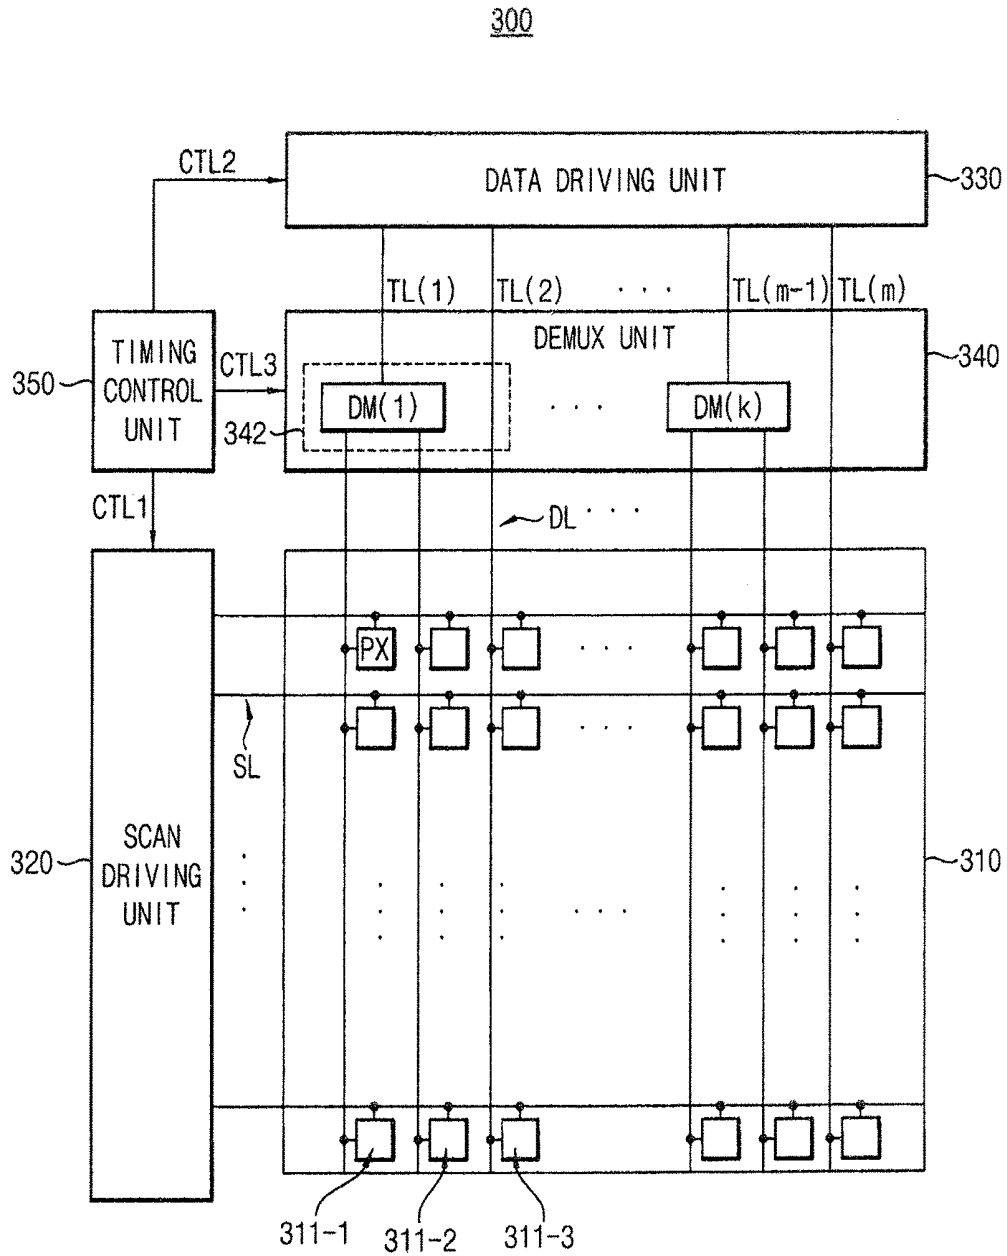 300
CTL2
DATA DRIVING UNIT
330
TL(1)
TL(2)
. . .
TL(m-1)
TL(m)
DEMUX UNIT
340
350
TIMING
CONTROL
UNIT
CTL3
DM(1)
. . .
DM(k)
342
CTL1
DL
. . .
PX
. . .
SL
. . .
320
SCAN
DRIVING
UNIT
. . .
310
311-1
311-2
311-3